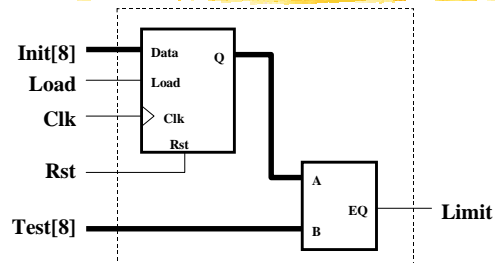 Init[8]
Data
Q
Load
Load
Clk
Clk
Rst
Rst
A
EQ
Limit
Test[8]
B